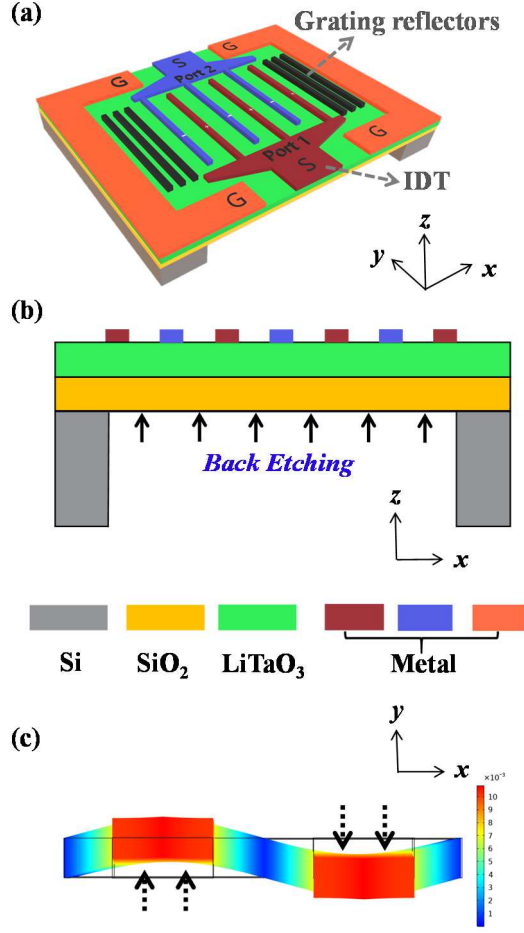 (a)
Grating reflectors
S
Port 2
G
G
G
G
Port 1
S
IDT
z
y
x
(b)
Back Etching
z
x
Si
SiO₂
LiTaO₃
Metal
y
(c)
x
×10⁻³
10
9
8
7
6
5
4
3
2
1